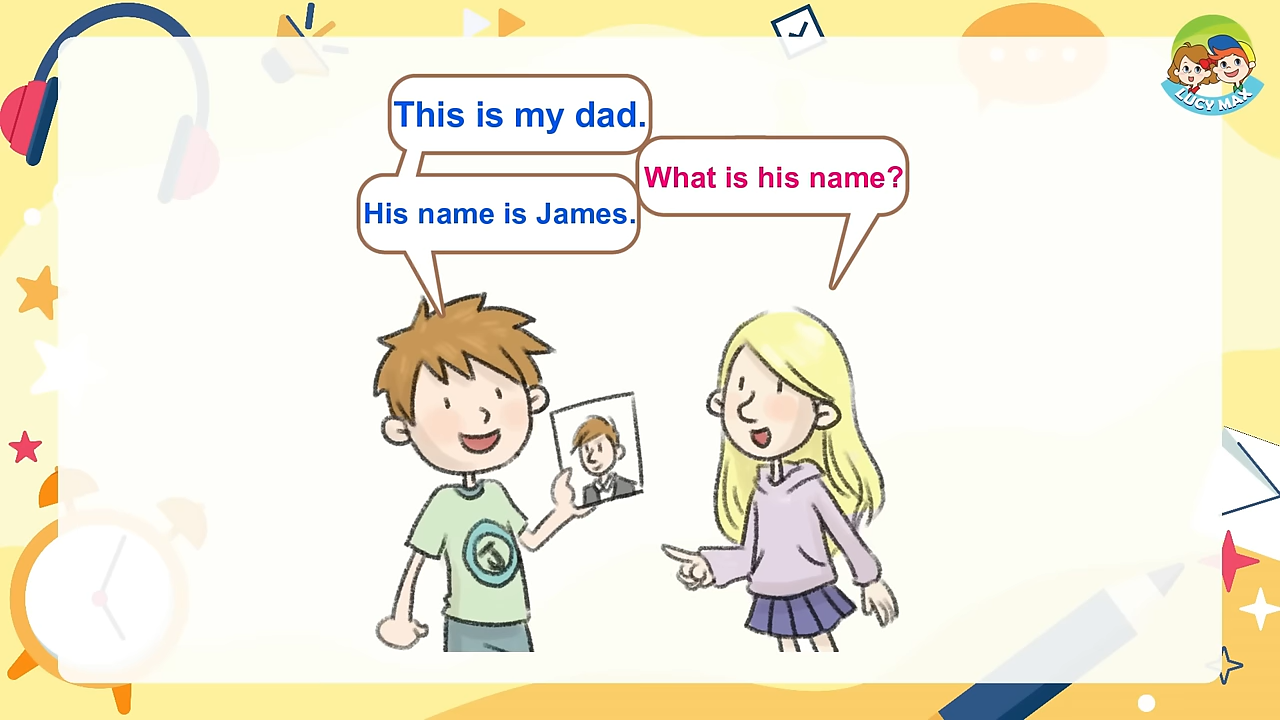 This is my dad.
What is his name?
His name is James.
J
LUCY MAX